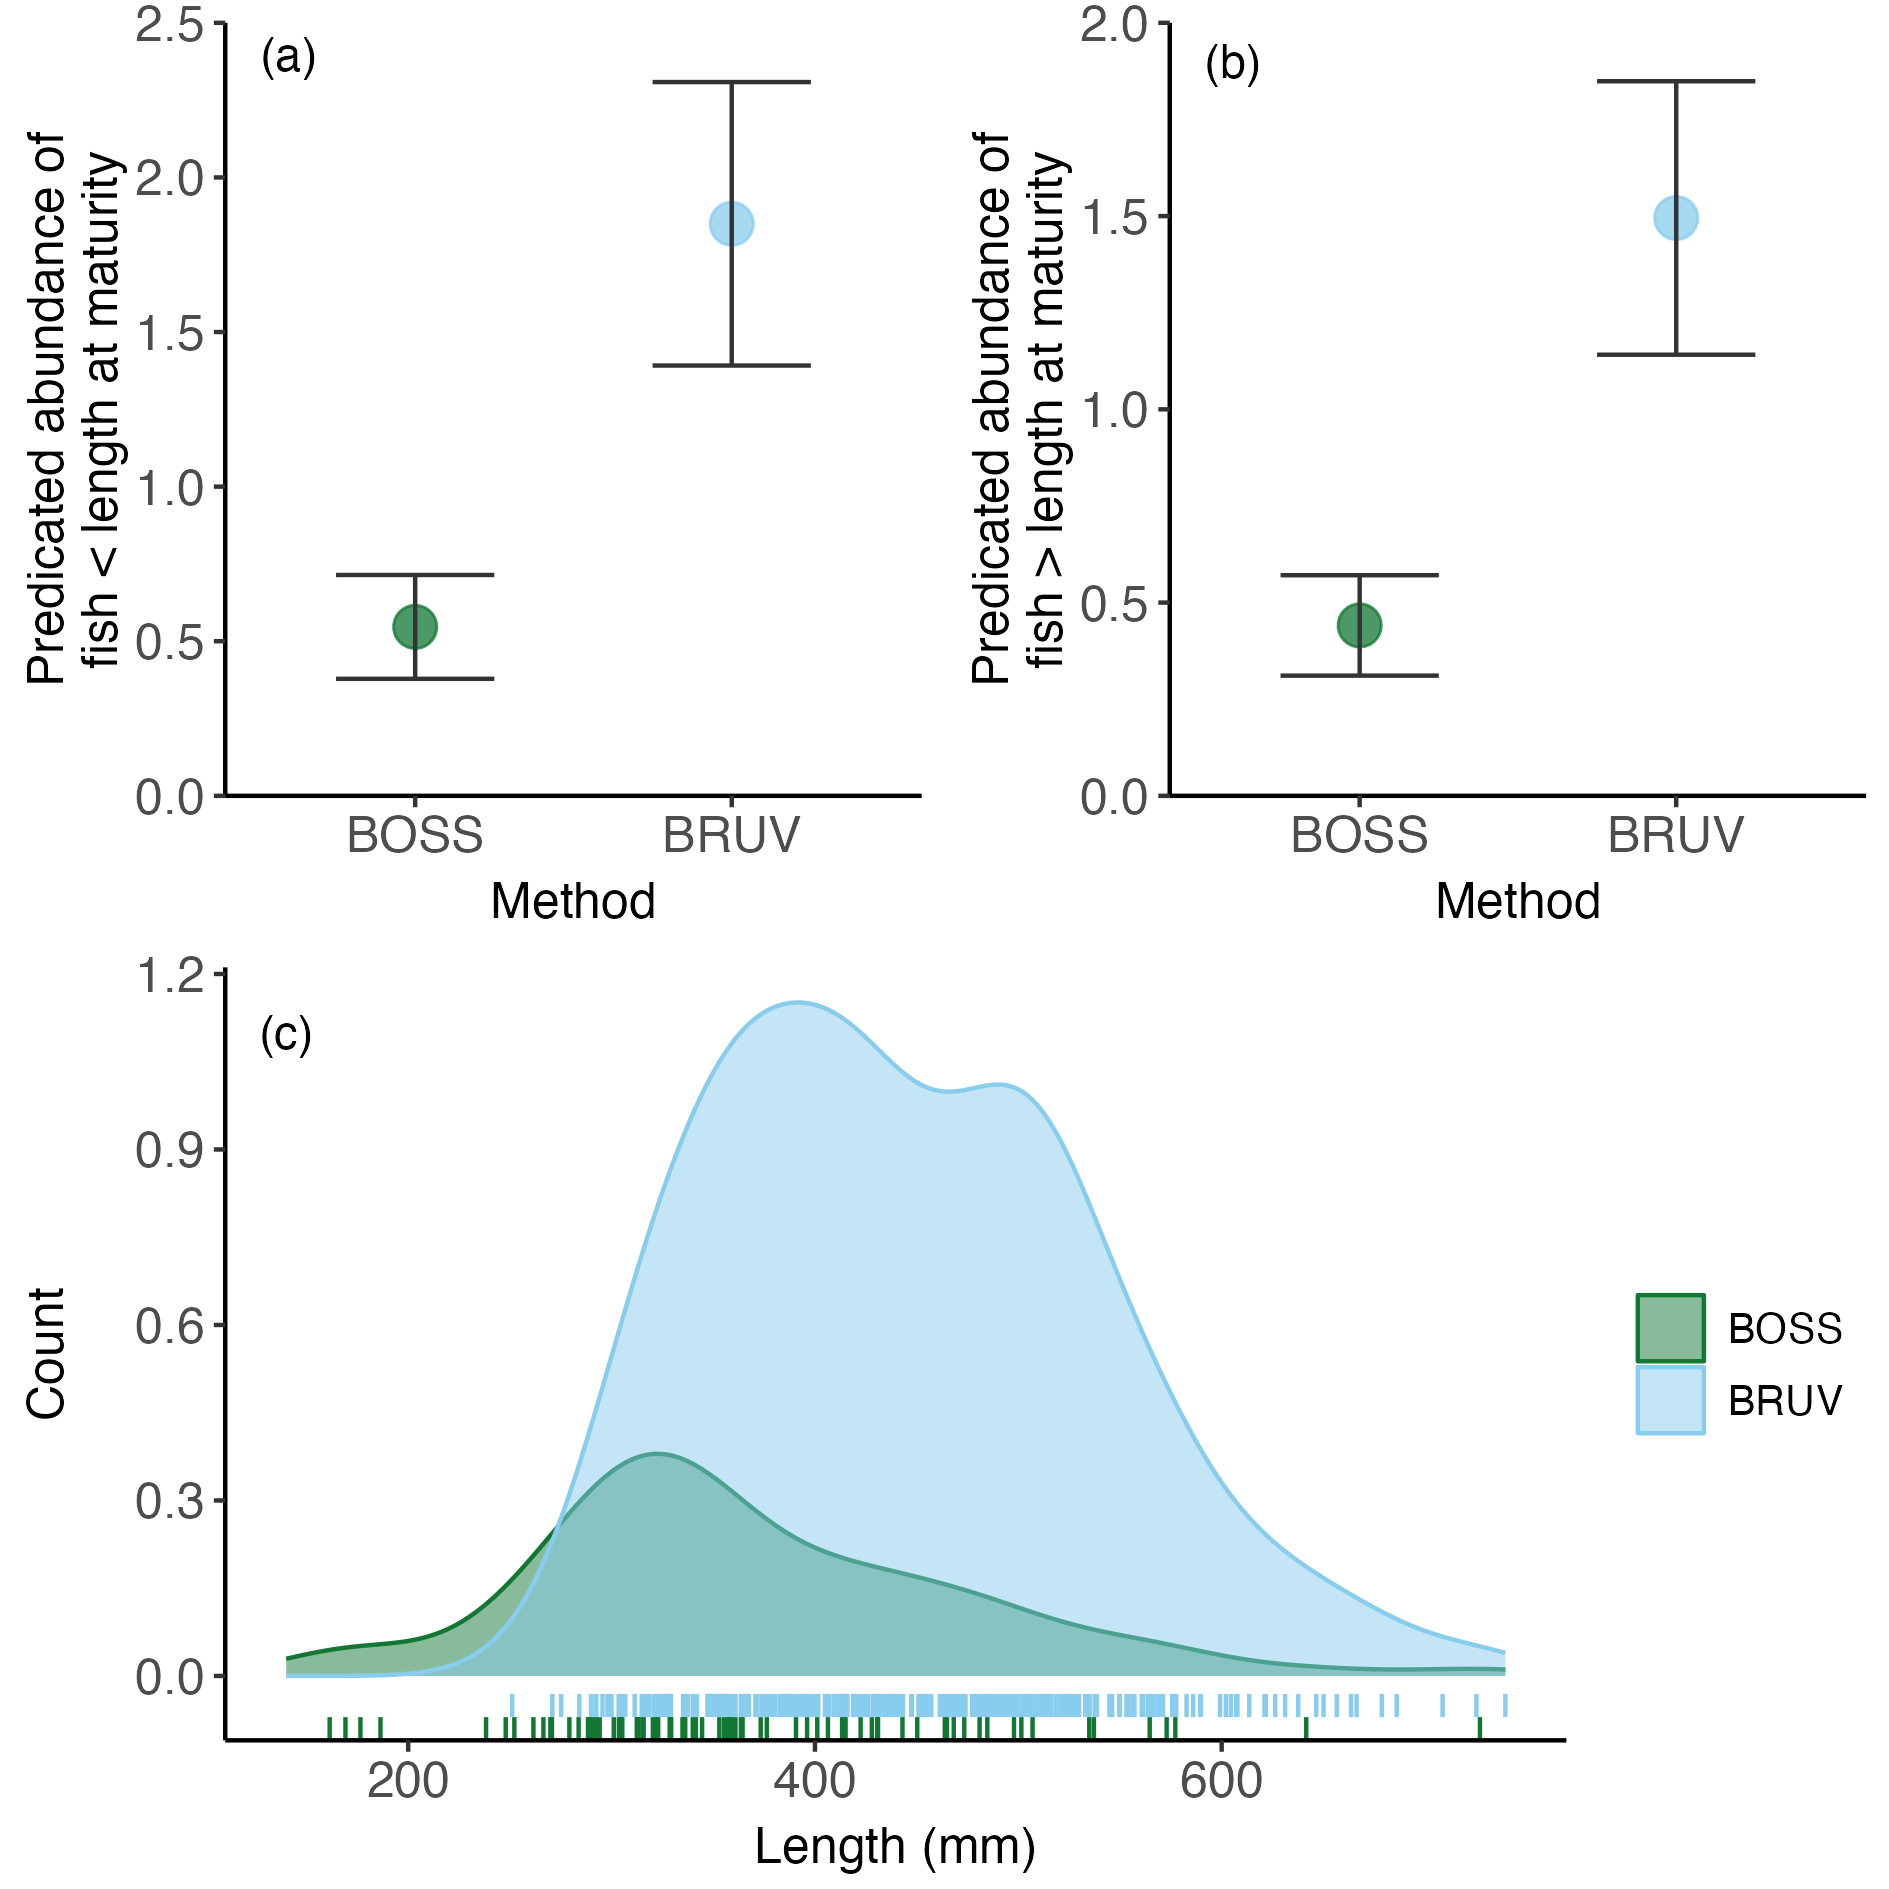 (a)
2.5
2.0
1.5
1.0
0.5
0.0
Predicated abundance of
fish < length at maturity
BOSS
BRUV
Method
(b)
2.0
1.5
1.0
0.5
0.0
Predicated abundance of
fish > length at maturity
BOSS
BRUV
Method
(c)
1.2
0.9
0.6
0.3
0.0
Count
200
400
600
Length (mm)
BOSS
BRUV